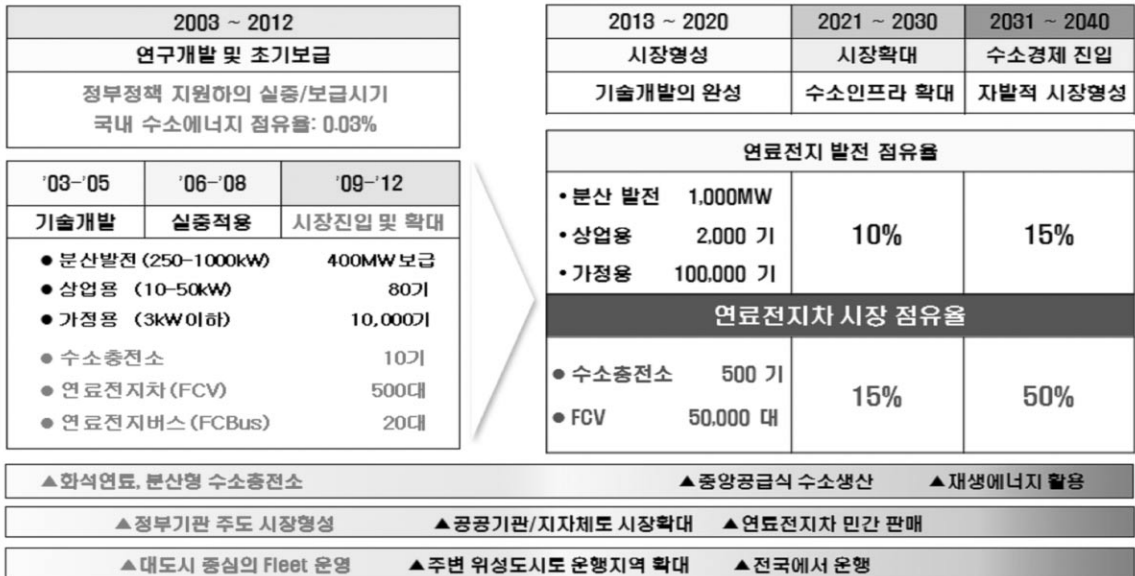 2003 ~ 2012
연구개발 및 초기보급
정부정책 지원하의 실증/보급시기
국내 수소에너지 점유율: 0.03%
'03-'05 '06-'08 '09-'12
기술개발 실중적용 시장진입 및 확대
● 분산발전 (250-1000kW) 400MW 보급
● 상업용 (10-50kW) 80기
● 가정용 (3kW이하) 10,000기
● 수소충전소 10기
● 연료전지차 (FCV) 500대
● 연료전지버스 (FCBus) 20대
2013 ~ 2020 2021 ~ 2030 2031 ~ 2040
시장형성 시장확대 수소경제 진입
기술개발의 완성 수소인프라 확대 자발적 시장형성
연료전지 발전 점유율
•분산 발전 1,000MW
•상업용 2,000 기
•가정용 100,000 기
10% 15%
연료전지차 시장 점유율
● 수소충전소 500 기
● FCV 50,000 대
15% 50%
▲화석연료, 분산형 수소충전소 ▲중앙공급식 수소생산 ▲재생에너지 활용
▲정부기관 주도 시장형성 ▲공공기관/지자체토 시장확대 ▲연료전지차 민간 판매
▲대도시 중심의 Fleet 운영 ▲주변 위성도시토 운행지역 확대 ▲전국에서 운행